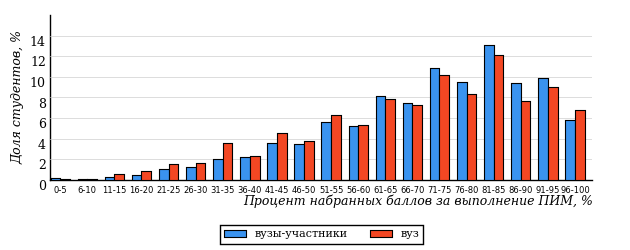 Доля студентов, %
14
12
10
8
6
4
2
0
0-5 6-10 11-15 16-20 21-25 26-30 31-35 36-40 41-45 46-50 51-55 56-60 61-65 66-70 71-75 76-80 81-85 86-90 91-95 96-100
Процент набранных баллов за выполнение ПИМ, %
вузы-участники вуз